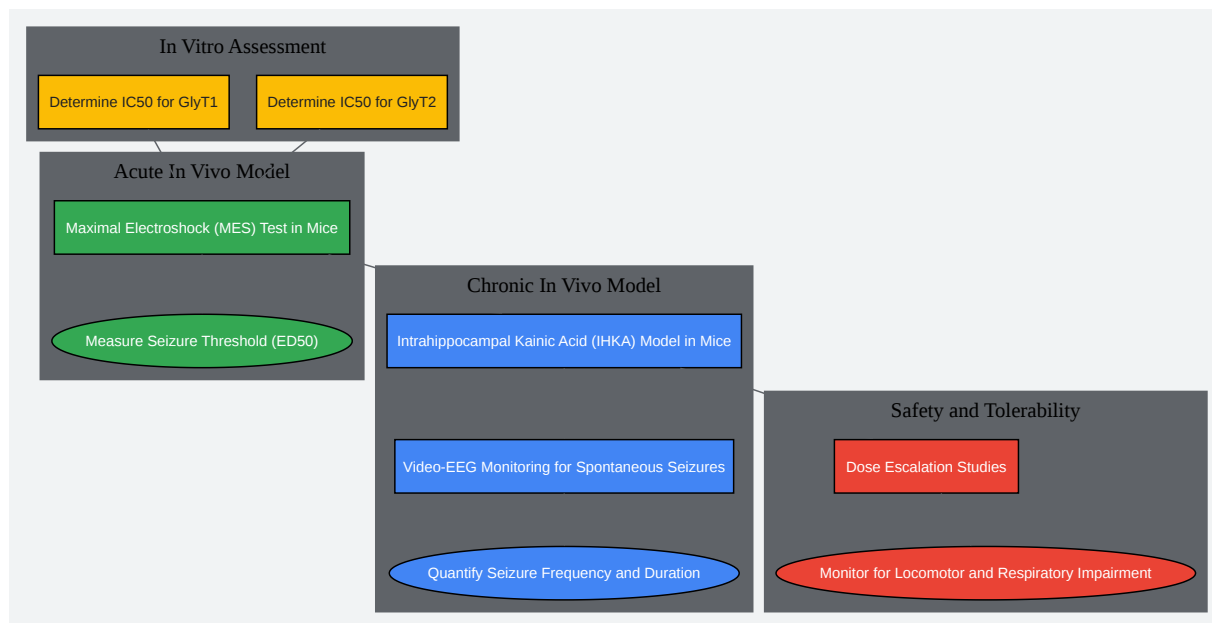 In Vitro Assessment
Determine IC50 for GlyT1
Determine IC50 for GlyT2
Acute In Vivo Model
Maximal Electroshock (MES) Test in Mice
Measure Seizure Threshold (ED50)
Chronic In Vivo Model
Intrahippocampal Kainic Acid (IHKA) Model in Mice
Video-EEG Monitoring for Spontaneous Seizures
Quantify Seizure Frequency and Duration
Safety and Tolerability
Dose Escalation Studies
Monitor for Locomotor and Respiratory Impairment